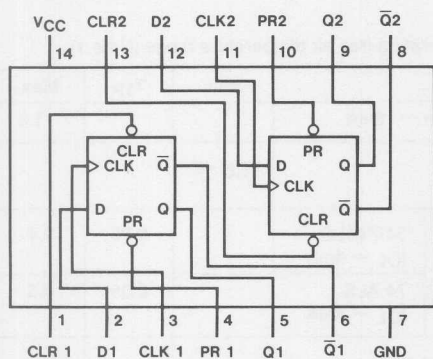 VCC CLR2 D2 CLK2 PR2 Q2 Q̅2
14 13 12 11 10 9 8
CLR
CLK Q̅
D Q
PR
PR
D Q
CLK
Q̅
CLR
1 2 3 4 5 6 7
CLR 1 D1 CLK 1 PR 1 Q1 Q̅1 GND